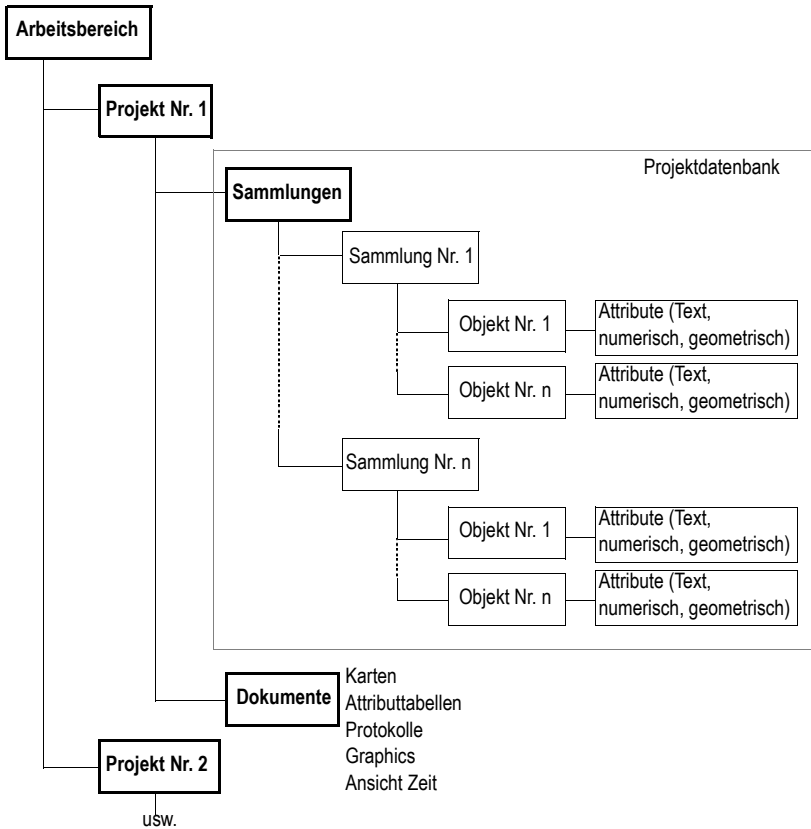 Arbeitsbereich
Projekt Nr. 1
Projektdatenbank
Sammlungen
Sammlung Nr. 1
Objekt Nr. 1
Attribute (Text,
numerisch, geometrisch)
Objekt Nr. n
Attribute (Text,
numerisch, geometrisch)
Sammlung Nr. n
Objekt Nr. 1
Attribute (Text,
numerisch, geometrisch)
Objekt Nr. n
Attribute (Text,
numerisch, geometrisch)
Dokumente
Karten
Attributtabellen
Protokolle
Graphics
Ansicht Zeit
Projekt Nr. 2
usw.